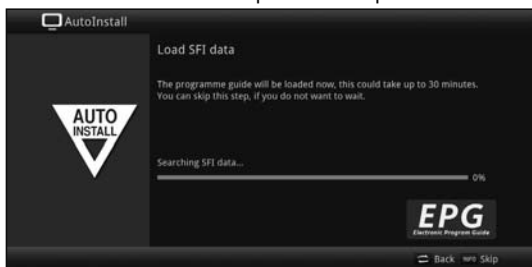 AutoInstall
Load SFI data
The programme guide will be loaded now, this could take up to 30 minutes.
You can skip this step, if you do not want to wait.
AUTO
INSTALL
Searching SFI data...
0%
EPG
Electronic Program Guide
Back INFO Skip